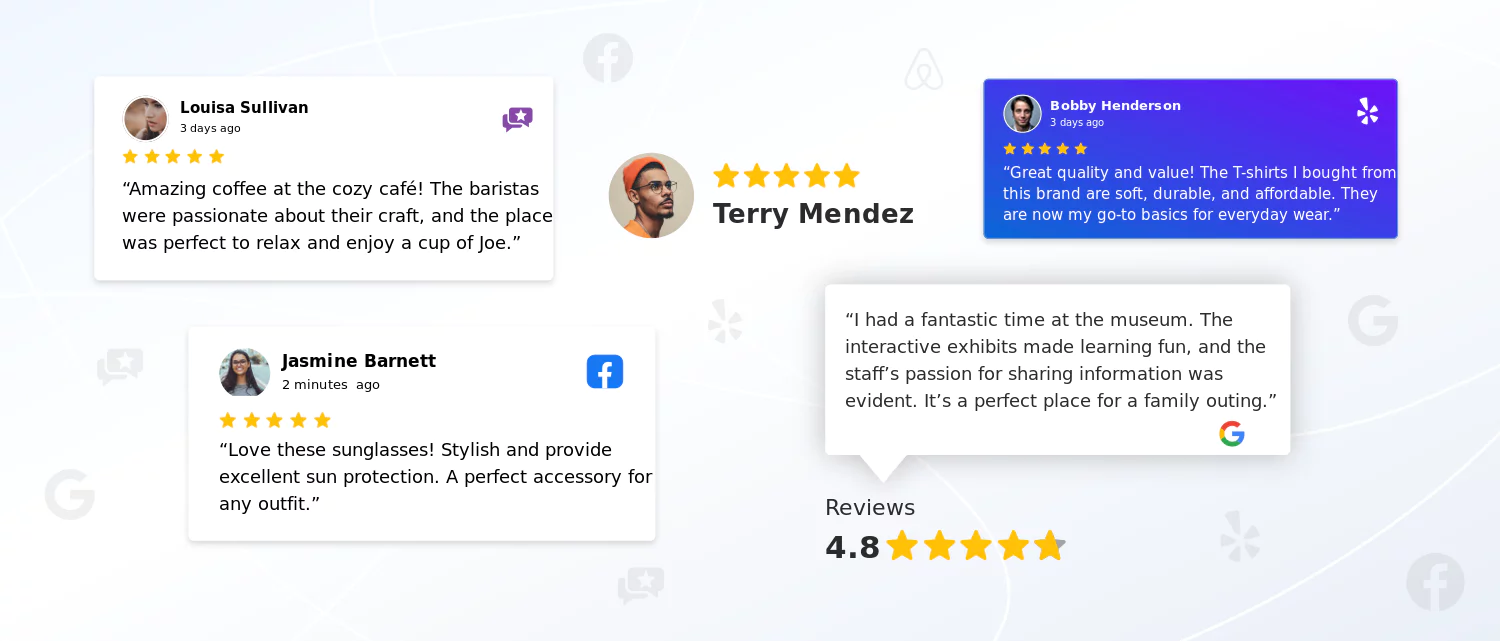 Louisa Sullivan
3 days ago
“Amazing coffee at the cozy café! The baristas
were passionate about their craft, and the place
was perfect to relax and enjoy a cup of Joe.”
Terry Mendez
Bobby Henderson
3 days ago
“Great quality and value! The T-shirts I bought from
this brand are soft, durable, and affordable. They
are now my go-to basics for everyday wear.”
Jasmine Barnett
2 minutes ago
“Love these sunglasses! Stylish and provide
excellent sun protection. A perfect accessory for
any outfit.”
“I had a fantastic time at the museum. The
interactive exhibits made learning fun, and the
staff’s passion for sharing information was
evident. It’s a perfect place for a family outing.”
Reviews
4.8